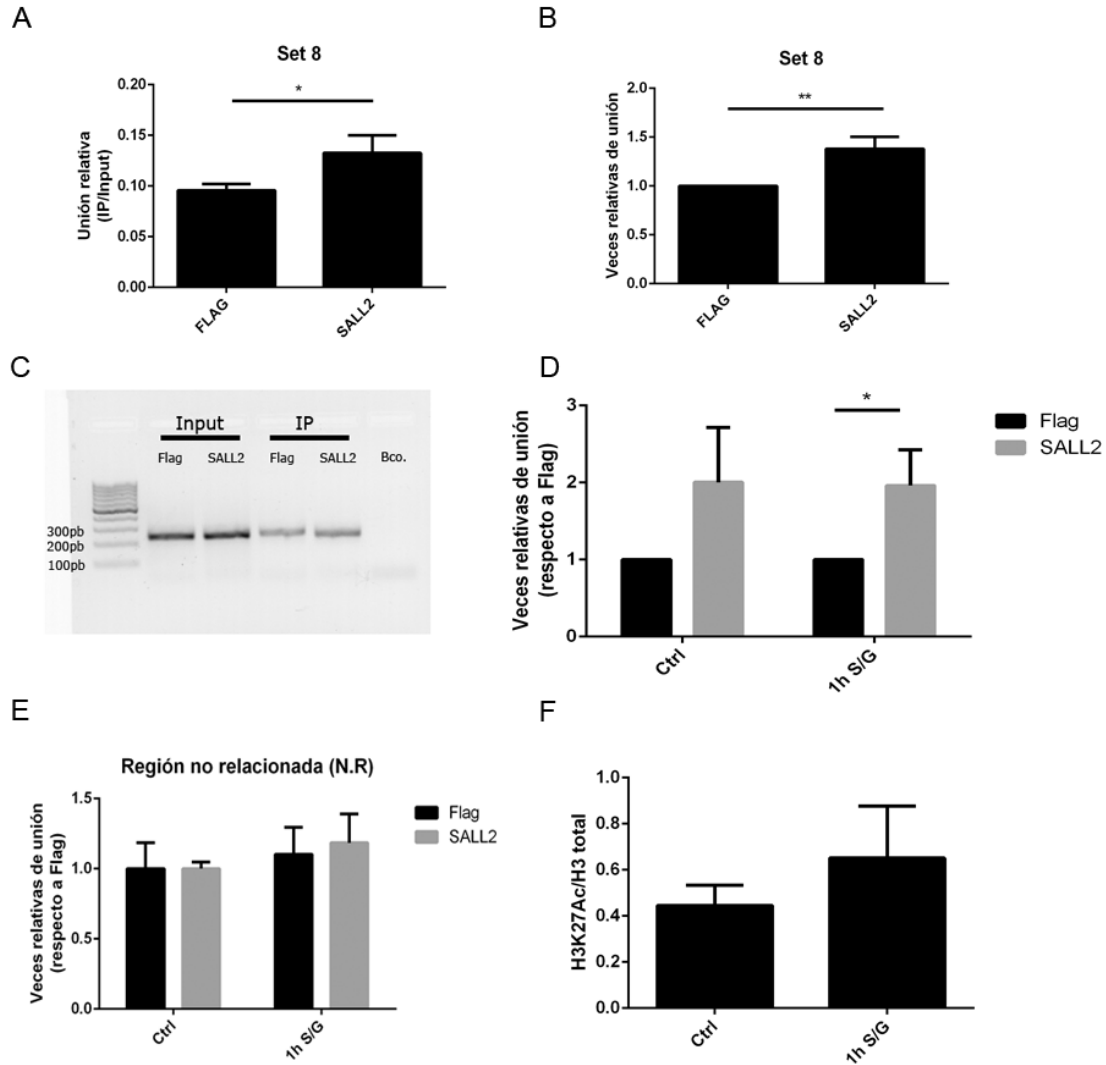 A
Set 8
*
Unión relativa
(IP/Input)
0.20
0.15
0.10
0.05
0.00
FLAG
SALL2
B
Set 8
**
Veces relativas de unión
2.0
1.5
1.0
0.5
0.0
FLAG
SALL2
C
Input
IP
Flag
SALL2
Flag
SALL2
Bco.
300pb
200pb
100pb
D
*
Veces relativas de unión
(respecto a Flag)
3
2
1
0
Ctrl
1h S/G
Flag
SALL2
E
Región no relacionada (N.R)
Veces relativas de unión
(respecto a Flag)
1.5
1.0
0.5
0.0
Ctrl
1h S/G
Flag
SALL2
F
H3K27Ac/H3 total
1.0
0.8
0.6
0.4
0.2
0.0
Ctrl
1h S/G